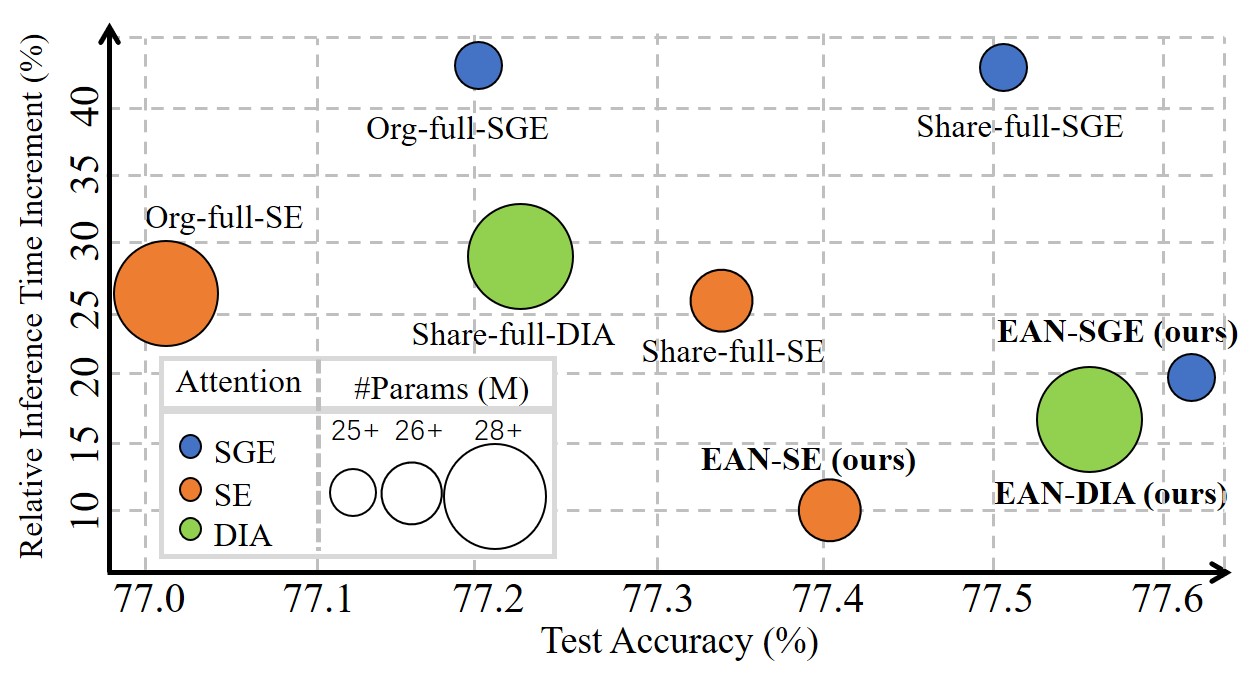 Relative Inference Time Increment (%)
40
35
30
25
20
15
10
Org-full-SGE
Share-full-SGE
Org-full-SE
Share-full-DIA
Share-full-SE
EAN-SGE (ours)
EAN-SE (ours)
EAN-DIA (ours)
Attention
#Params (M)
25+ 26+ 28+
SGE
SE
DIA
77.0 77.1 77.2 77.3 77.4 77.5 77.6
Test Accuracy (%)